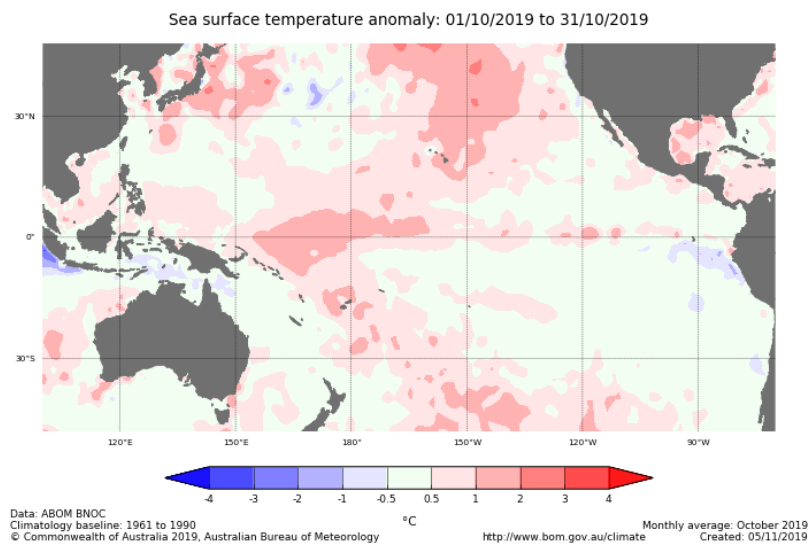 Sea surface temperature anomaly: 01/10/2019 to 31/10/2019
30°N
0°
30°S
120°E 150°E 180° 150°W 120°W 90°W
-4 -3 -2 -1 -0.5 0.5 1 2 3 4
°C
Data: ABOM BNOC
Climatology baseline: 1961 to 1990
Monthly average: October 2019
© Commonwealth of Australia 2019, Australian Bureau of Meteorology
http://www.bom.gov.au/climate
Created: 05/11/2019